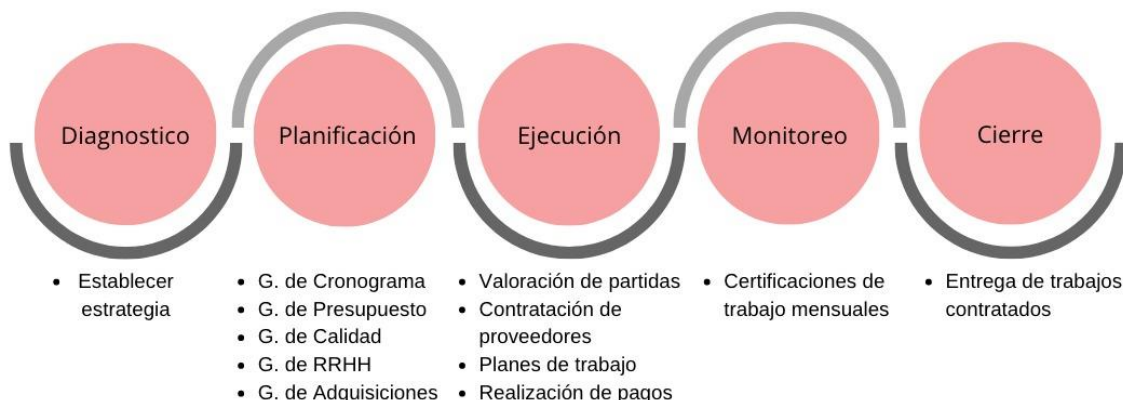 Diagnostico
Planificación
Ejecución
Monitoreo
Cierre
• Establecer
estrategia
• G. de Cronograma
• G. de Presupuesto
• G. de Calidad
• G. de RRHH
• G. de Adquisiciones
• Valoración de partidas
• Contratación de
proveedores
• Planes de trabajo
• Realización de pagos
• Certificaciones de
trabajo mensuales
• Entrega de trabajos
contratados